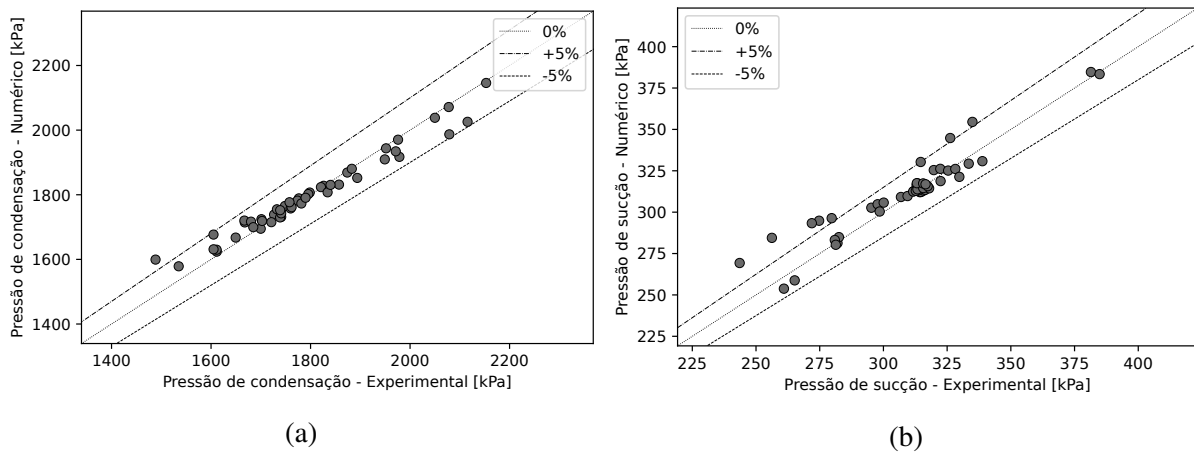 Pressão de condensação - Numérico [kPa]
2200
2000
1800
1600
1400
0%
+5%
-5%
1400 1600 1800 2000 2200
Pressão de condensação - Experimental [kPa]
(a)
Pressão de sucção - Numérico [kPa]
400
375
350
325
300
275
250
225
0%
+5%
-5%
225 250 275 300 325 350 375 400
Pressão de sucção - Experimental [kPa]
(b)